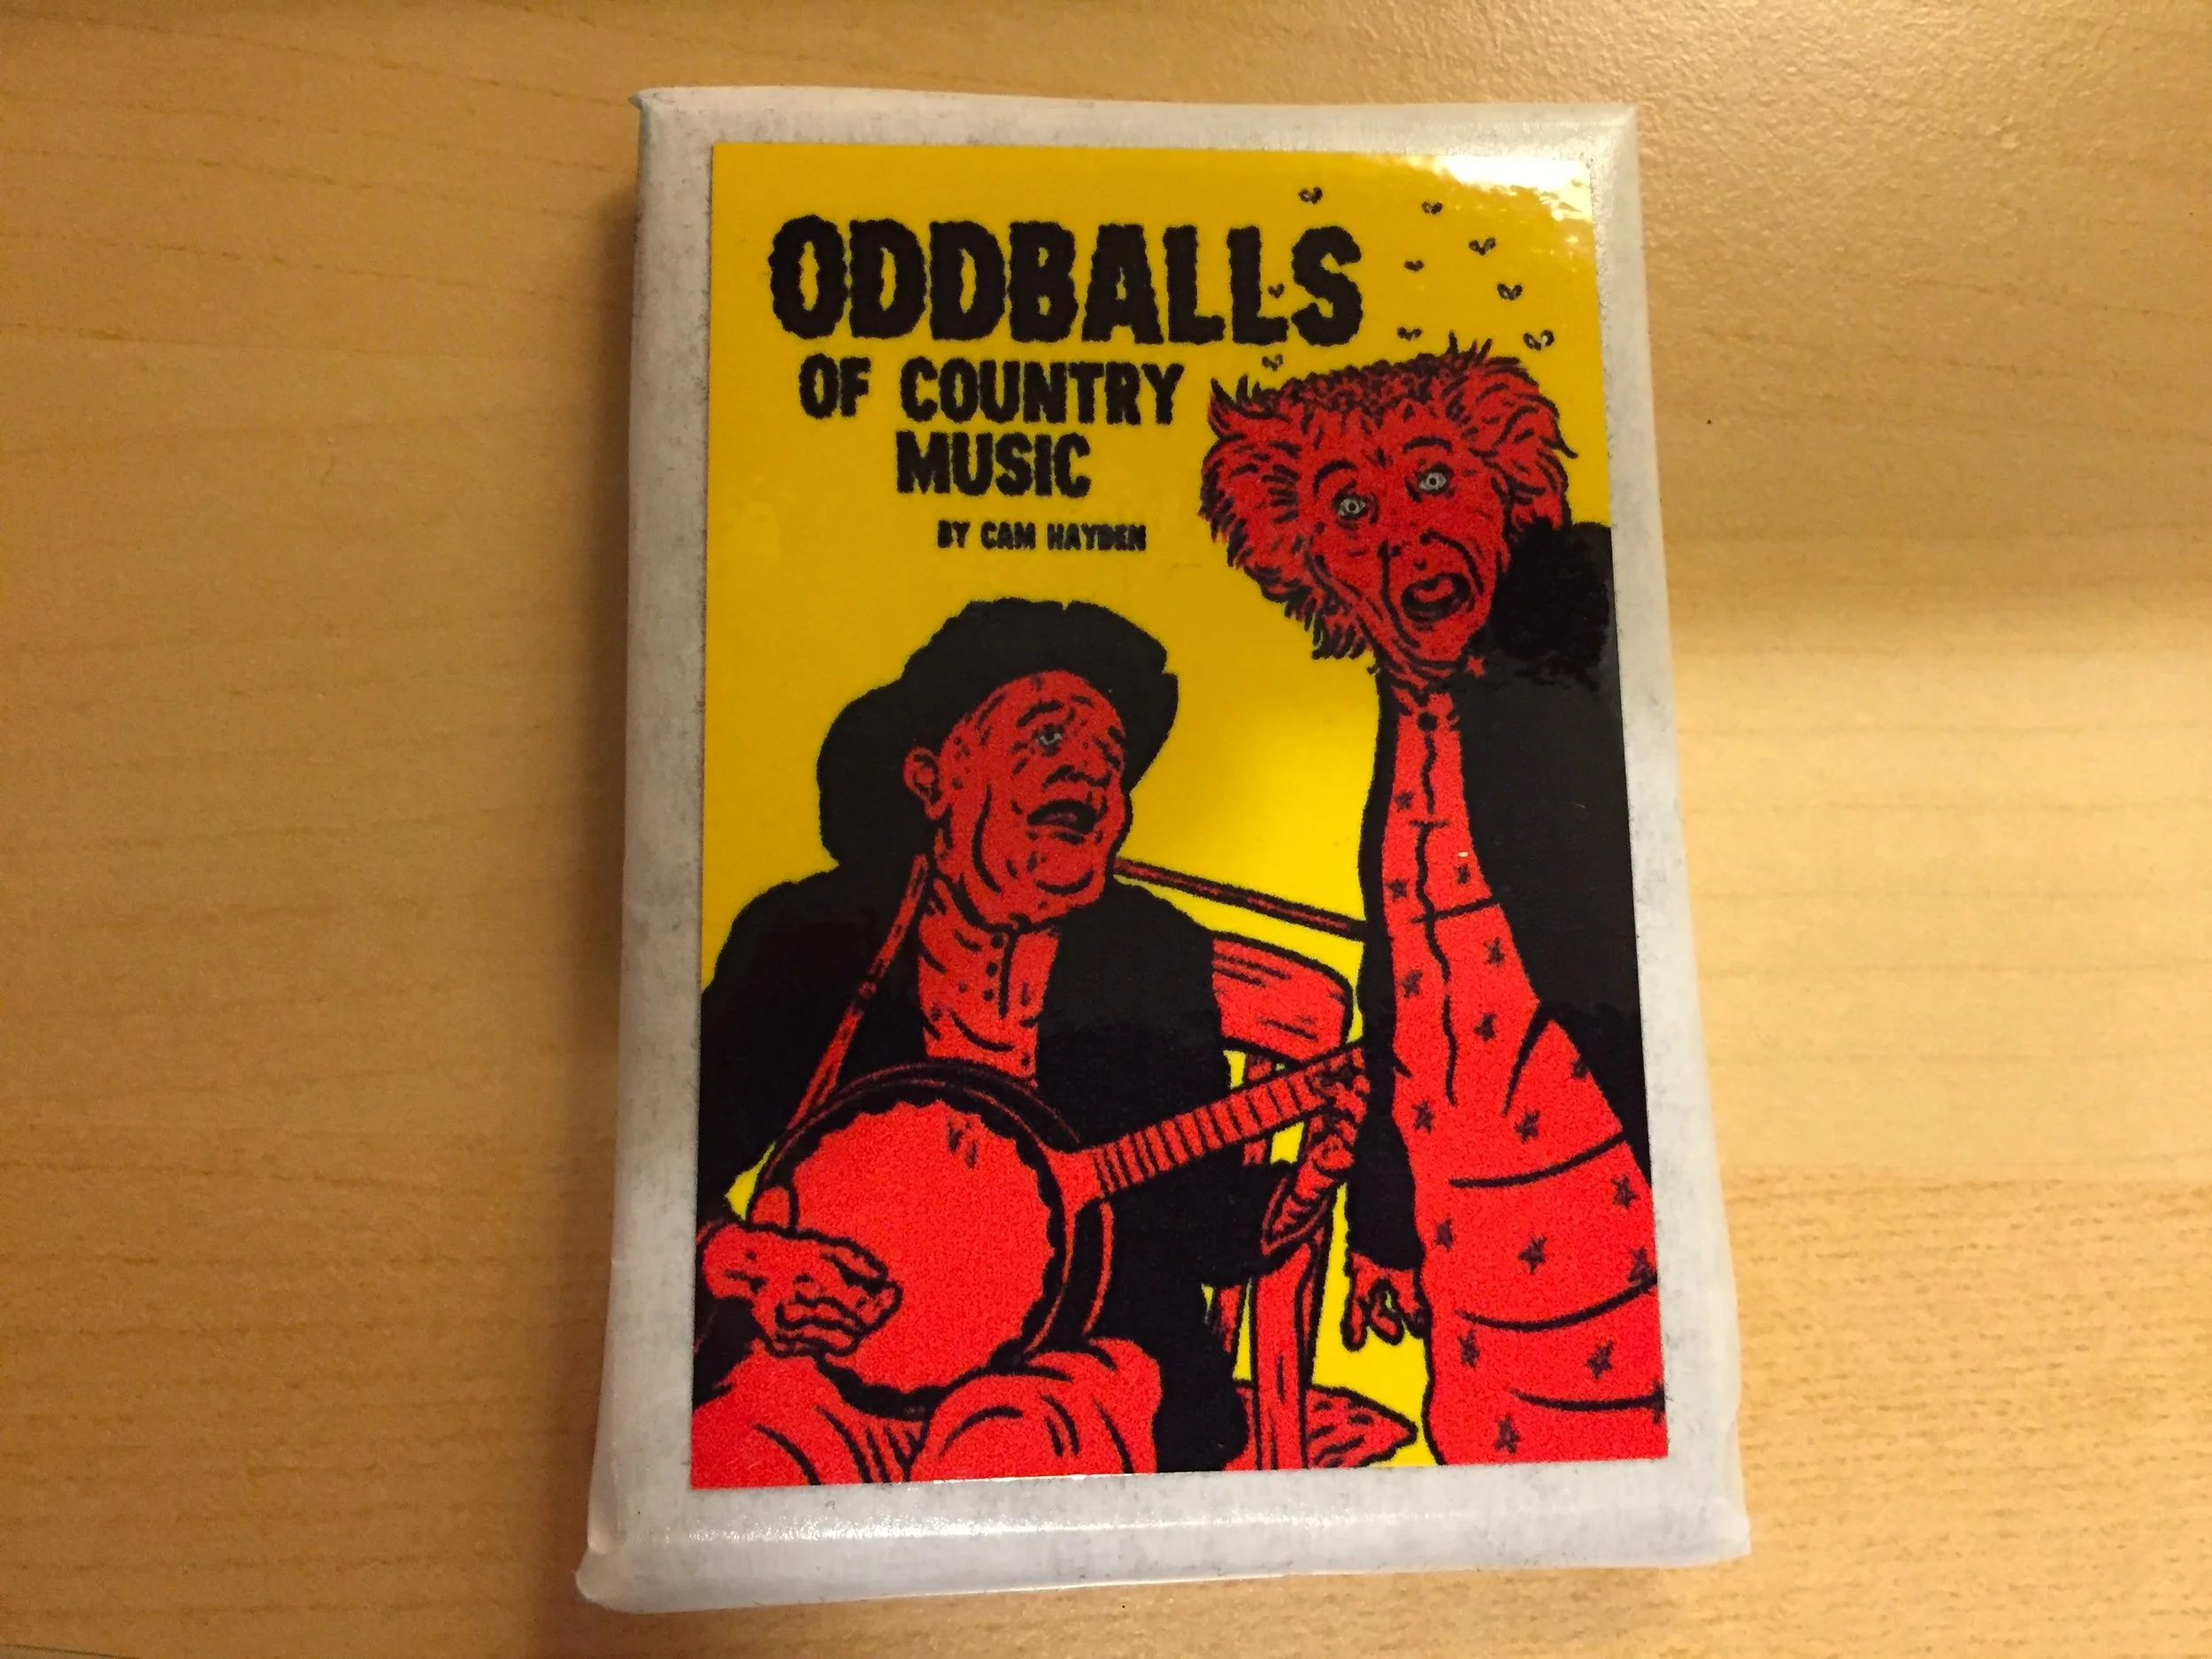 ODDBALLS
OF COUNTRY
MUSIC
BY CAM HAYDEN